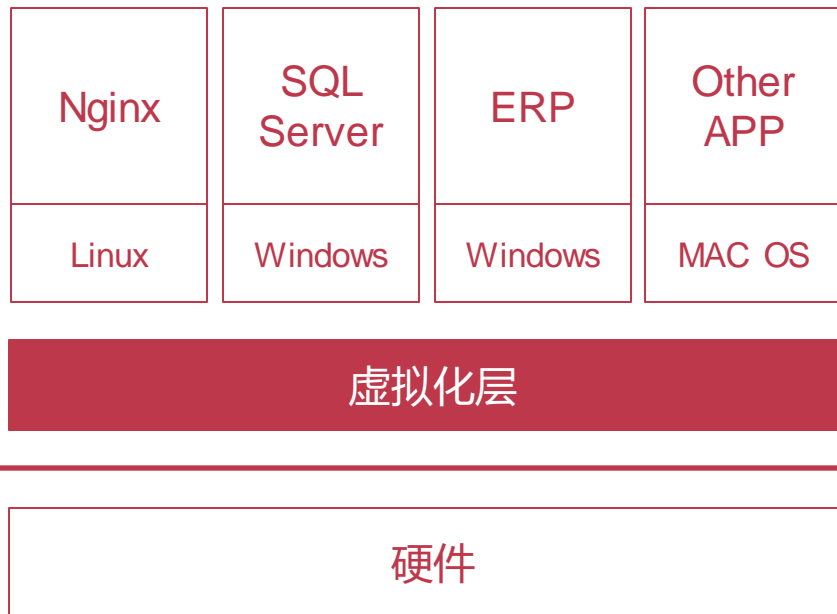 Nginx
SQL
Server
ERP
Other
APP
Linux
Windows
Windows
MAC OS
虚拟化层
硬件